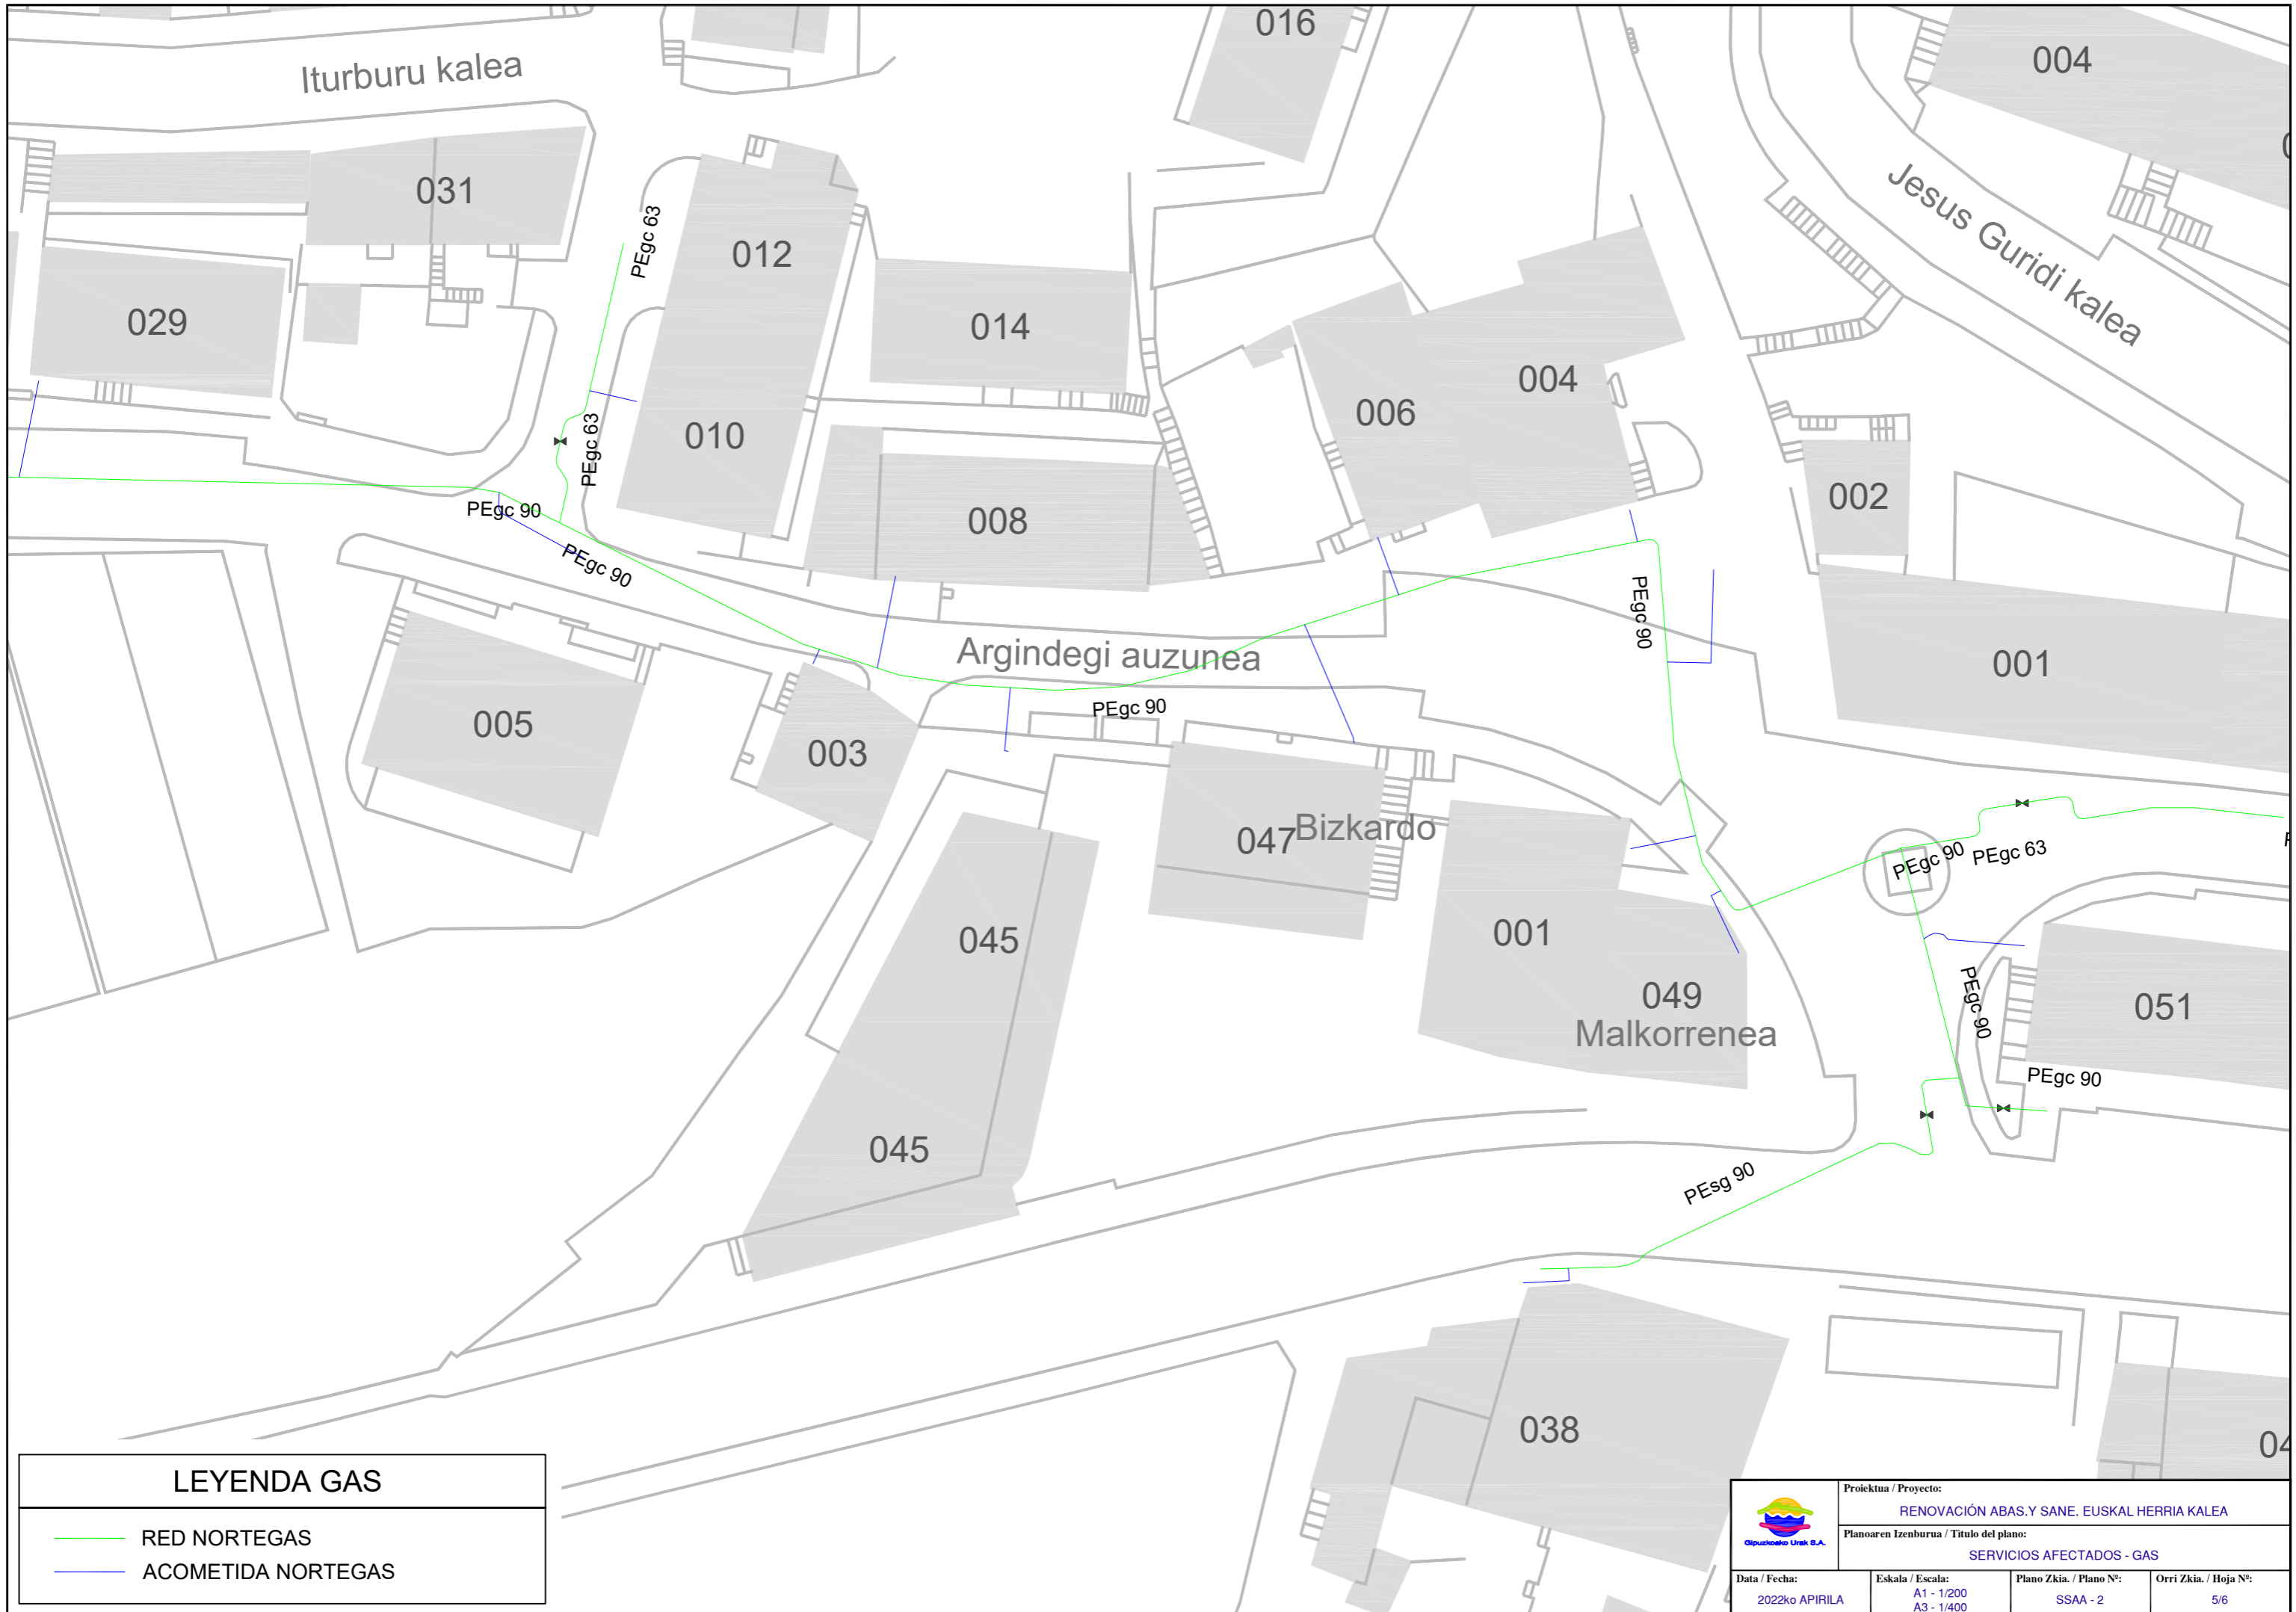 016
004
Iturburu kalea
031
Jesus Guridi kalea
PEgc 63
012
029
014
004
006
PEgc 63
010
002
PEgc 90
008
PEgc 90
PEgc 90
Argindegi auzunea
001
PEgc 90
005
003
047
Bizkardo
PEgc 90
PEgc 63
045
001
049
Malkorrenea
PEgc 90
051
PEgc 90
045
PEsg 90
038
LEYENDA GAS
RED NORTEGAS
ACOMETIDA NORTEGAS
Gipuzkoako Urak S.A.
Proiektua / Proyecto:
RENOVACIÓN ABAS.Y SANE. EUSKAL HERRIA KALEA
Planoaren Izenburua / Titulo del plano:
SERVICIOS AFECTADOS - GAS
Data / Fecha:
2022ko APIRILA
Eskala / Escala:
A1 - 1/200
A3 - 1/400
Plano Zkia. / Plano Nº:
SSAA - 2
Orri Zkia. / Hoja Nº:
5/6